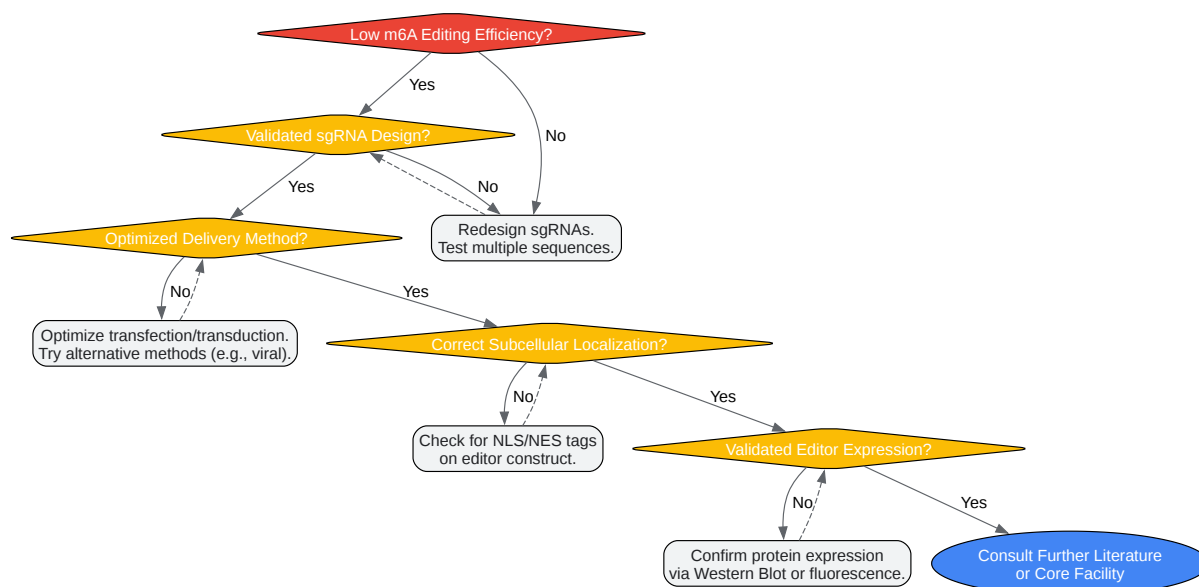 Low m6A Editing Efficiency?
Yes
No
Validated sgRNA Design?
Yes
No
Redesign sgRNAs.
Test multiple sequences.
Optimized Delivery Method?
No
Yes
Optimize transfection/transduction.
Try alternative methods (e.g., viral).
Correct Subcellular Localization?
No
Yes
Check for NLS/NES tags
on editor construct.
Validated Editor Expression?
No
Yes
Confirm protein expression
via Western Blot or fluorescence.
Consult Further Literature
or Core Facility